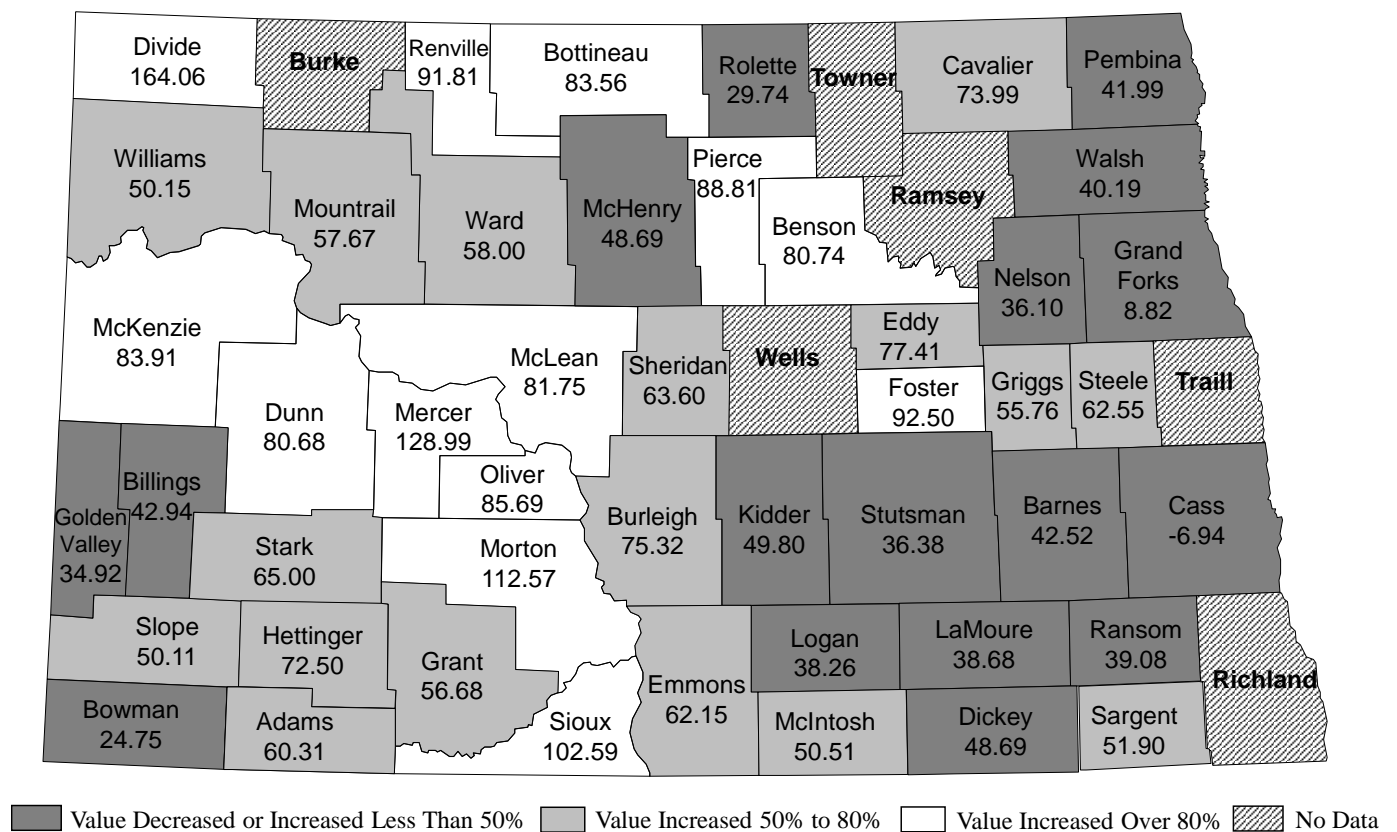 Divide
164.06
Burke
Renville
91.81
Bottineau
83.56
Rolette
29.74
Towner
Cavalier
73.99
Pembina
41.99
Williams
50.15
Mountrail
57.67
Ward
58.00
McHenry
48.69
Pierce
88.81
Benson
80.74
Ramsey
Walsh
40.19
Nelson
36.10
Grand
Forks
8.82
McKenzie
83.91
Dunn
80.68
Mercer
128.99
McLean
81.75
Oliver
85.69
Sheridan
63.60
Wells
Eddy
77.41
Foster
92.50
Griggs
55.76
Steele
62.55
Traill
Golden
Valley
34.92
Billings
42.94
Stark
65.00
Morton
112.57
Burleigh
75.32
Kidder
49.80
Stutsman
36.38
Barnes
42.52
Cass
-6.94
Slope
50.11
Hettinger
72.50
Grant
56.68
Bowman
24.75
Adams
60.31
Sioux
102.59
Emmons
62.15
Logan
38.26
LaMoure
38.68
Ransom
39.08
Richland
McIntosh
50.51
Dickey
48.69
Sargent
51.90
Value Decreased or Increased Less Than 50%
Value Increased 50% to 80%
Value Increased Over 80%
No Data